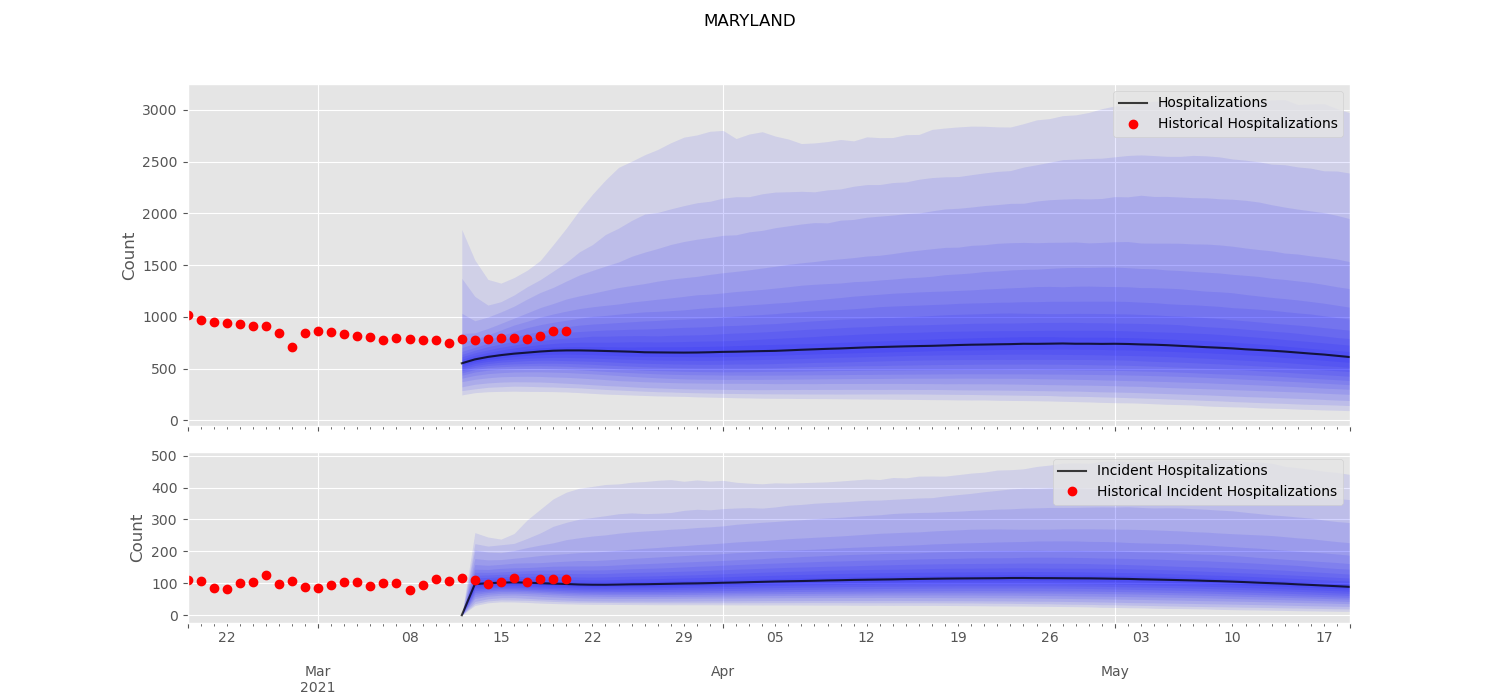 MARYLAND
Hospitalizations
Historical Hospitalizations
3000
2500
2000
1500
1000
500
0
Count
Incident Hospitalizations
Historical Incident Hospitalizations
500
400
300
200
100
0
Count
22 08 15 22 29 05 12 19 26 03 10 17
Mar Apr May
2021